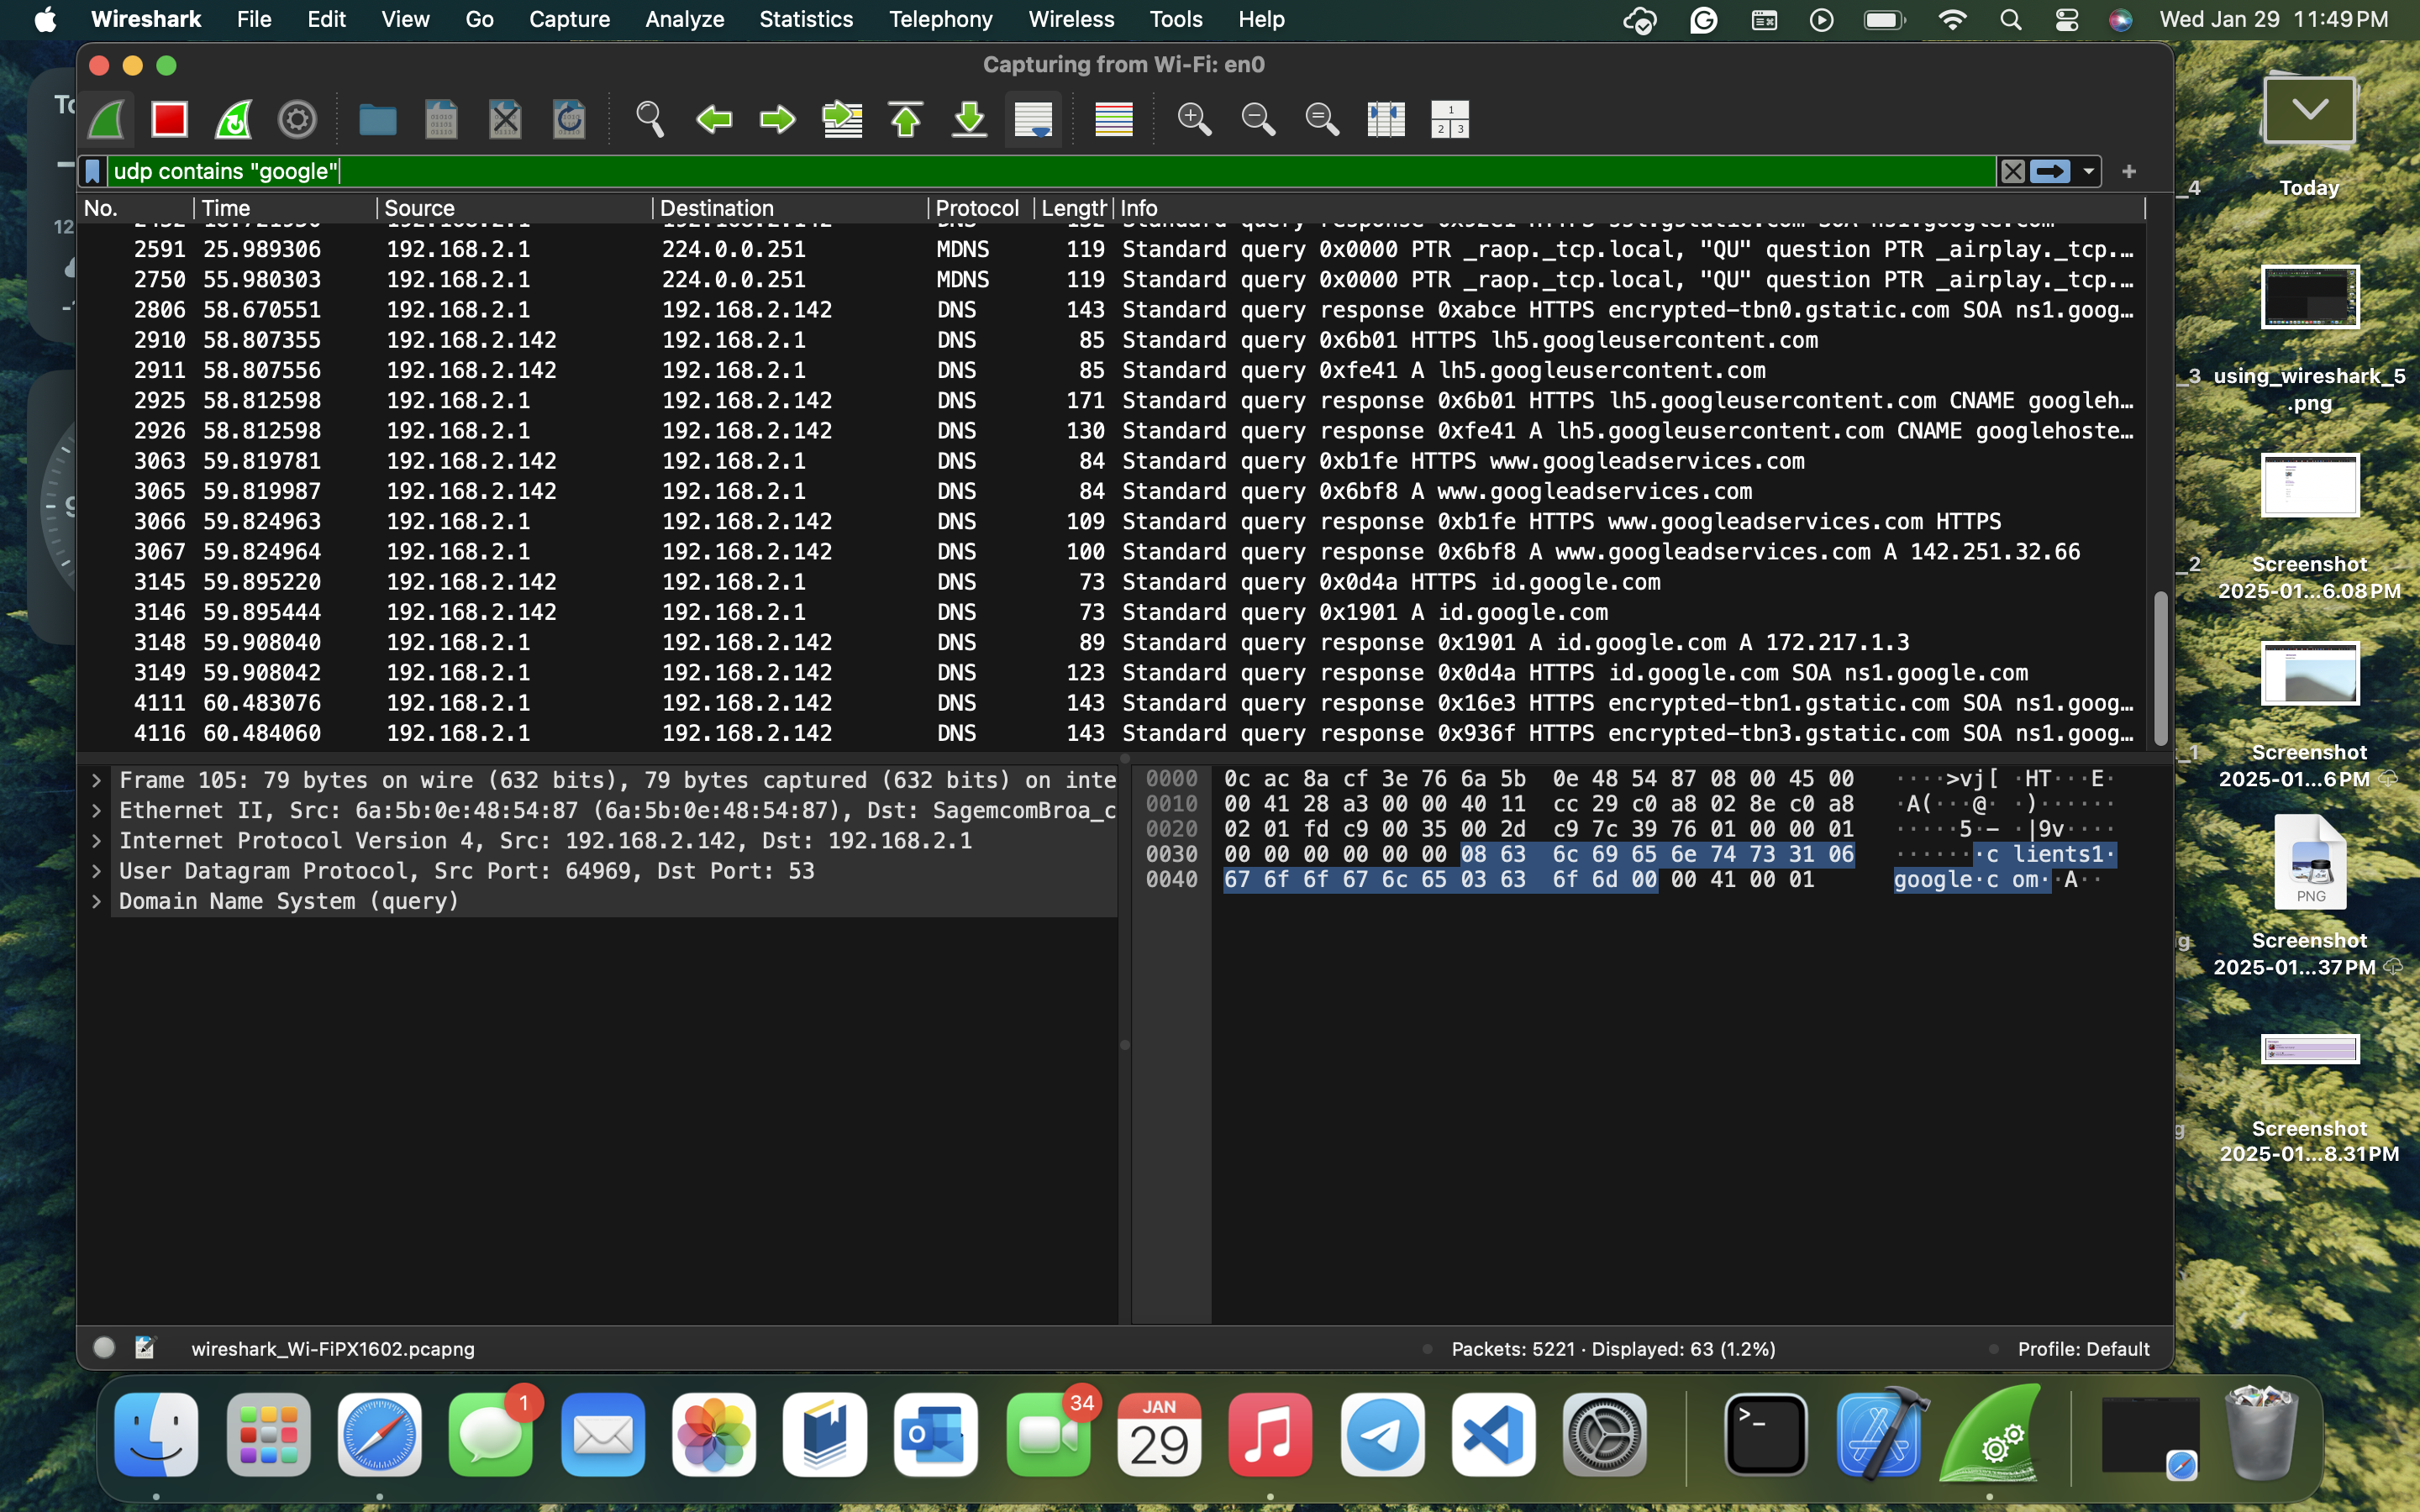 Wireshark File Edit View Go Capture Analyze Statistics Telephony Wireless Tools Help Wed Jan 29 11:49 PM
Capturing from Wi-Fi: en0
udp contains "google"
No. Time Source Destination Protocol Length Info
2591 25.989306 192.168.2.1 224.0.0.251 MDNS 119 Standard query 0x0000 PTR _raop._tcp.local, "QU" question PTR _airplay._tcp.…
2750 55.980303 192.168.2.1 224.0.0.251 MDNS 119 Standard query 0x0000 PTR _raop._tcp.local, "QU" question PTR _airplay._tcp.…
2806 58.670551 192.168.2.1 192.168.2.142 DNS 143 Standard query response 0xabce HTTPS encrypted-tbn0.gstatic.com SOA ns1.goog…
2910 58.807355 192.168.2.142 192.168.2.1 DNS 85 Standard query 0x6b01 HTTPS lh5.googleusercontent.com
2911 58.807556 192.168.2.142 192.168.2.1 DNS 85 Standard query 0xfe41 A lh5.googleusercontent.com
2925 58.812598 192.168.2.1 192.168.2.142 DNS 171 Standard query response 0x6b01 HTTPS lh5.googleusercontent.com CNAME googleh…
2926 58.812598 192.168.2.1 192.168.2.142 DNS 130 Standard query response 0xfe41 A lh5.googleusercontent.com CNAME googlehoste…
3063 59.819781 192.168.2.142 192.168.2.1 DNS 84 Standard query 0xb1fe HTTPS www.googleadservices.com
3065 59.819987 192.168.2.142 192.168.2.1 DNS 84 Standard query 0x6bf8 A www.googleadservices.com
3066 59.824963 192.168.2.1 192.168.2.142 DNS 109 Standard query response 0xb1fe HTTPS www.googleadservices.com HTTPS
3067 59.824964 192.168.2.1 192.168.2.142 DNS 100 Standard query response 0x6bf8 A www.googleadservices.com A 142.251.32.66
3145 59.895220 192.168.2.142 192.168.2.1 DNS 73 Standard query 0x0d4a HTTPS id.google.com
3146 59.895444 192.168.2.142 192.168.2.1 DNS 73 Standard query 0x1901 A id.google.com
3148 59.908040 192.168.2.1 192.168.2.142 DNS 89 Standard query response 0x1901 A id.google.com A 172.217.1.3
3149 59.908042 192.168.2.1 192.168.2.142 DNS 123 Standard query response 0x0d4a HTTPS id.google.com SOA ns1.google.com
4111 60.483076 192.168.2.1 192.168.2.142 DNS 143 Standard query response 0x16e3 HTTPS encrypted-tbn1.gstatic.com SOA ns1.goog…
4116 60.484060 192.168.2.1 192.168.2.142 DNS 143 Standard query response 0x936f HTTPS encrypted-tbn3.gstatic.com SOA ns1.goog…
Frame 105: 79 bytes on wire (632 bits), 79 bytes captured (632 bits) on inte
Ethernet II, Src: 6a:5b:0e:48:54:87 (6a:5b:0e:48:54:87), Dst: SagemcomBroa_c
Internet Protocol Version 4, Src: 192.168.2.142, Dst: 192.168.2.1
User Datagram Protocol, Src Port: 64969, Dst Port: 53
Domain Name System (query)
0000 0c ac 8a cf 3e 76 6a 5b 0e 48 54 87 08 00 45 00 ····>vj[ ·HT···E·
0010 00 41 28 a3 00 00 40 11 cc 29 c0 a8 02 8e c0 a8 ·A(···@· ·)······
0020 02 01 fd c9 00 35 00 2d c9 7c 39 76 01 00 00 01 ·····5·- ·|9v····
0030 00 00 00 00 00 00 08 63 6c 69 65 6e 74 73 31 06 ·······c lients1·
0040 67 6f 6f 67 6c 65 03 63 6f 6d 00 00 41 00 01 google·c om··A··
wireshark_Wi-FiPX1602.pcapng
Packets: 5221 · Displayed: 63 (1.2%)
Profile: Default
Today
using_wireshark_5
.png
Screenshot
2025-01...6.08 PM
Screenshot
2025-01...6 PM
PNG
Screenshot
2025-01...37 PM
Screenshot
2025-01...8.31 PM
_4
_3
_2
_1
1
34
JAN
29